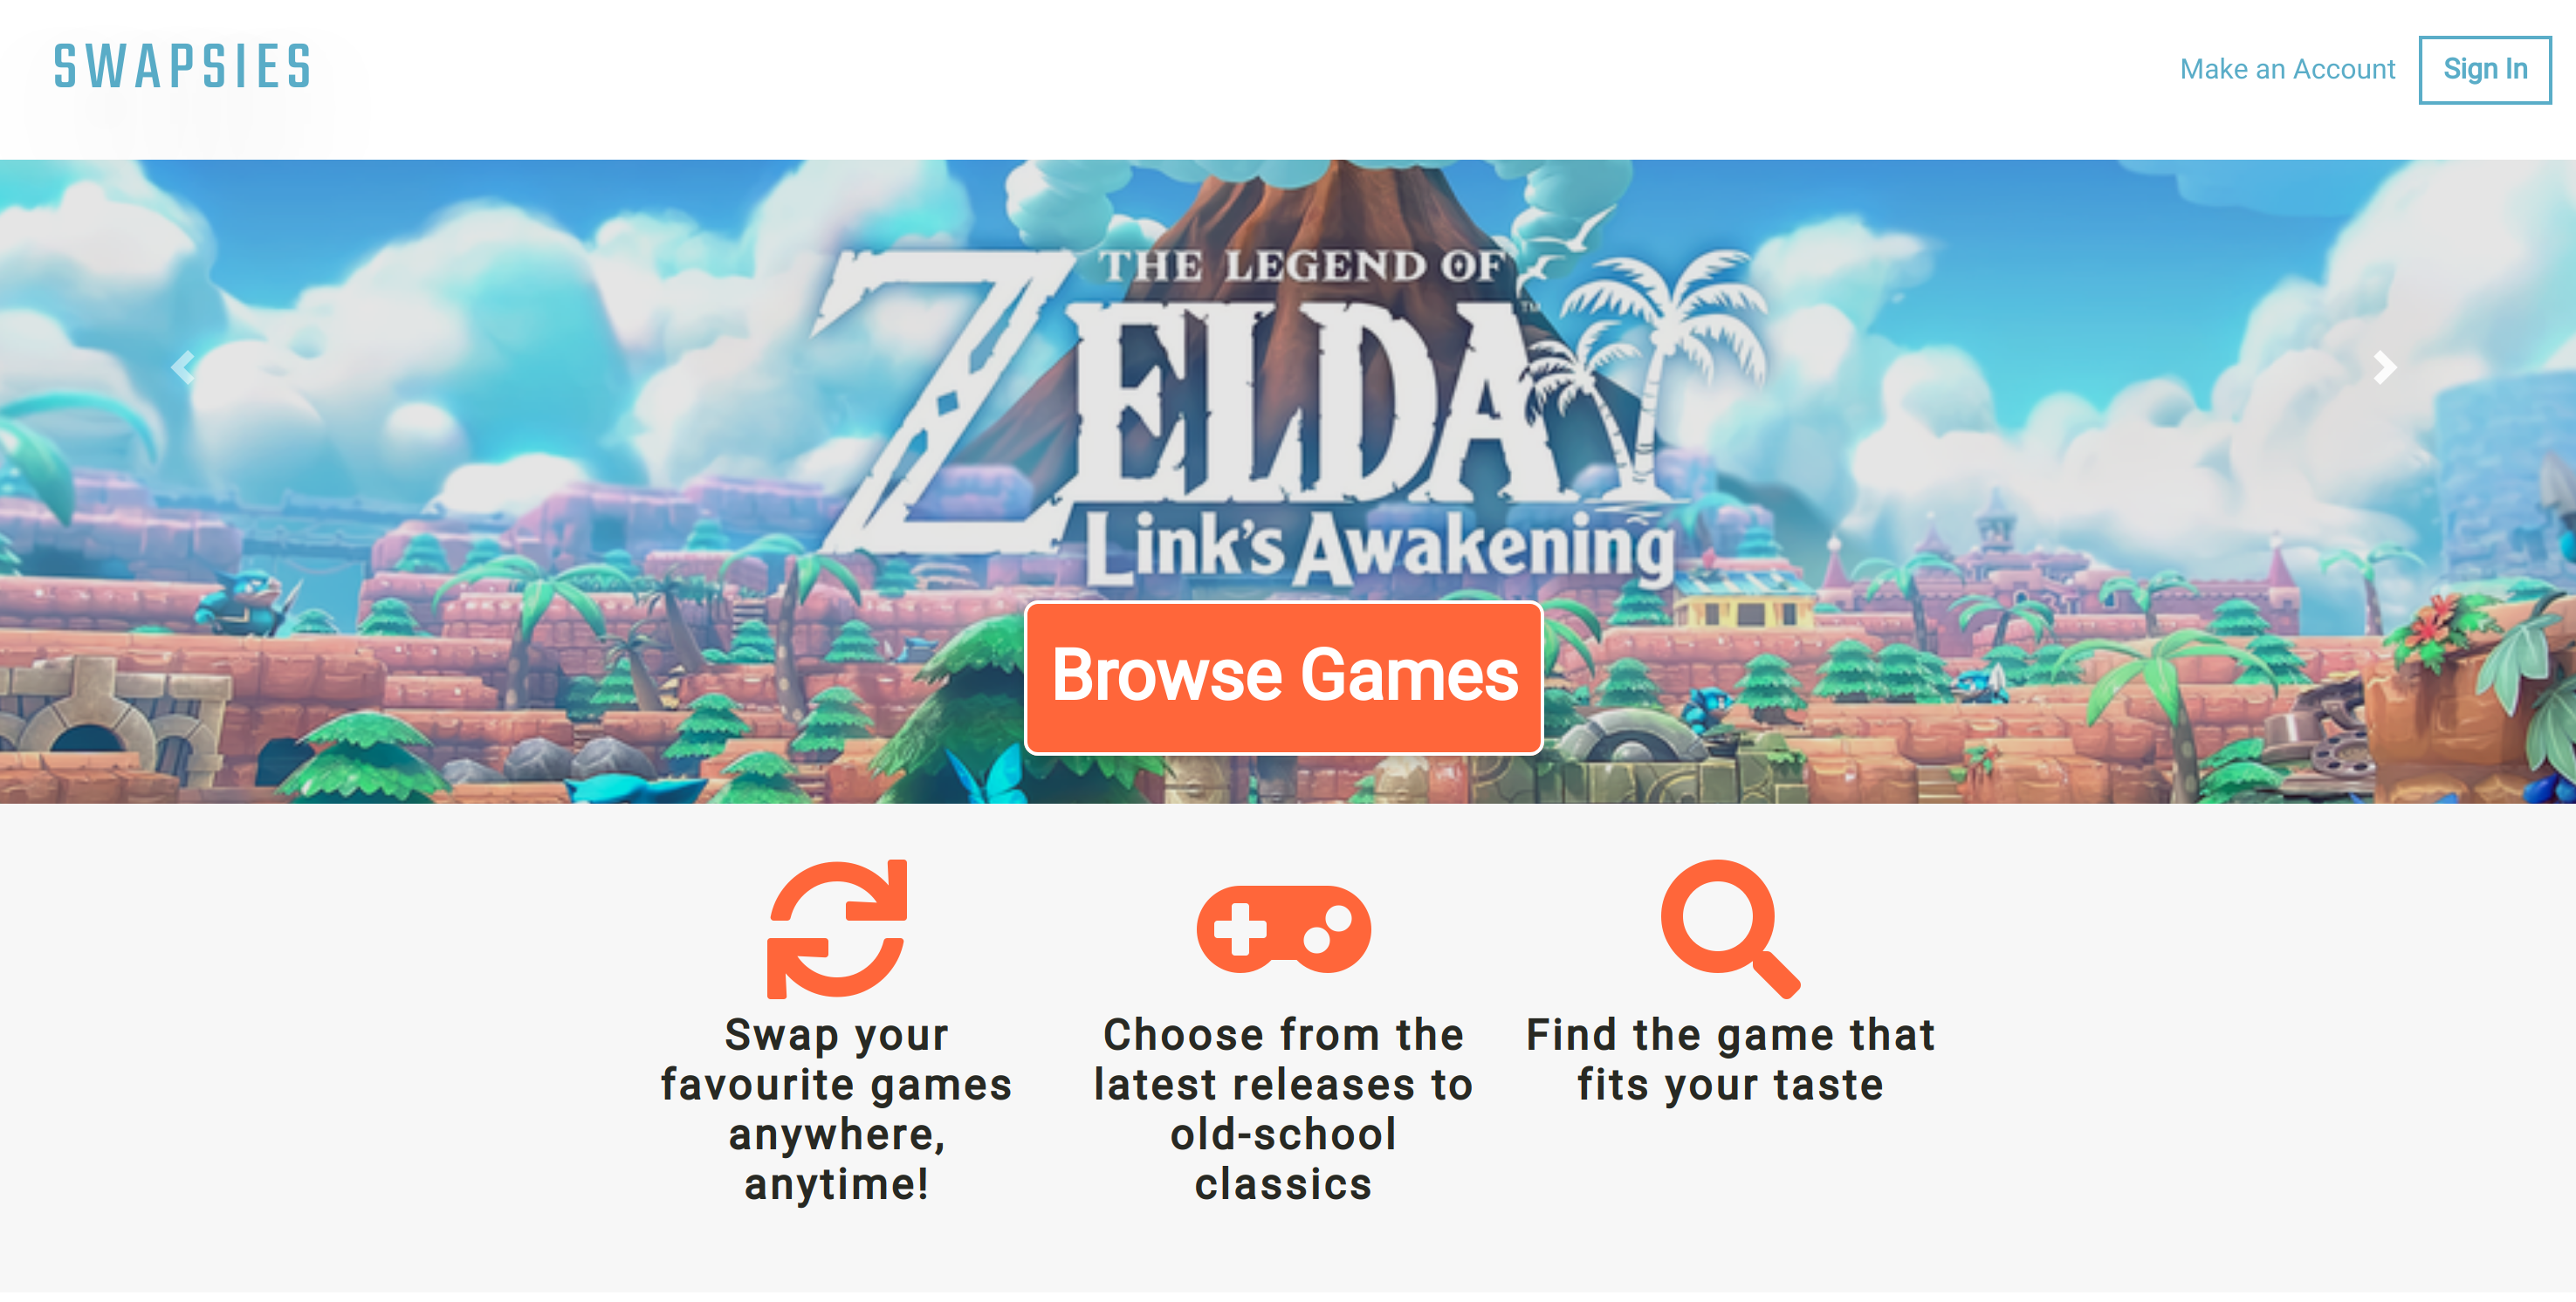 SWAPSIES
Make an Account
Sign In
THE LEGEND OF
ZELDA™
Link's Awakening
Browse Games
Swap your
favourite games
anywhere,
anytime!
Choose from the
latest releases to
old-school
classics
Find the game that
fits your taste